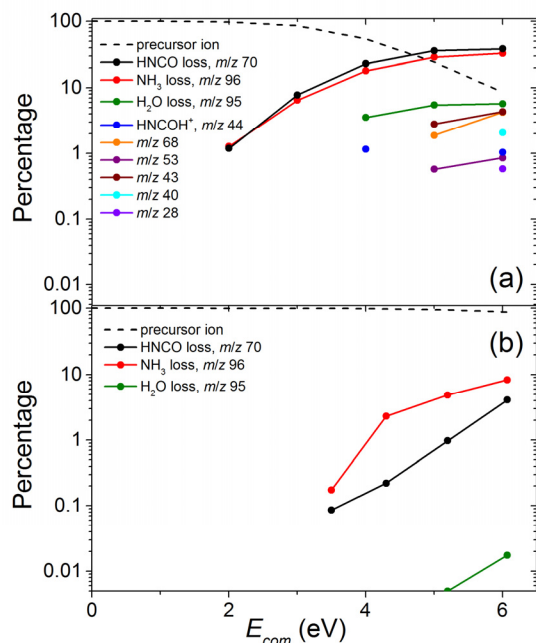 100
10
1
0.1
0.01
Percentage
precursor ion
HNCO loss, m/z 70
NH₃ loss, m/z 96
H₂O loss, m/z 95
HNCOH⁺, m/z 44
m/z 68
m/z 53
m/z 43
m/z 40
m/z 28
(a)
100
10
1
0.1
0.01
Percentage
precursor ion
HNCO loss, m/z 70
NH₃ loss, m/z 96
H₂O loss, m/z 95
(b)
0 2 4 6
E_com (eV)